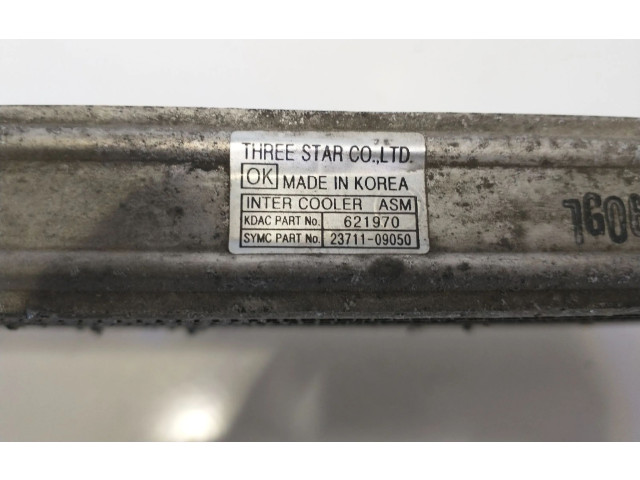 THREE STAR CO.,LTD.
OK MADE IN KOREA
INTER COOLER ASM
KDAC PART No. 621970
SYMC PART No. 23711-09050